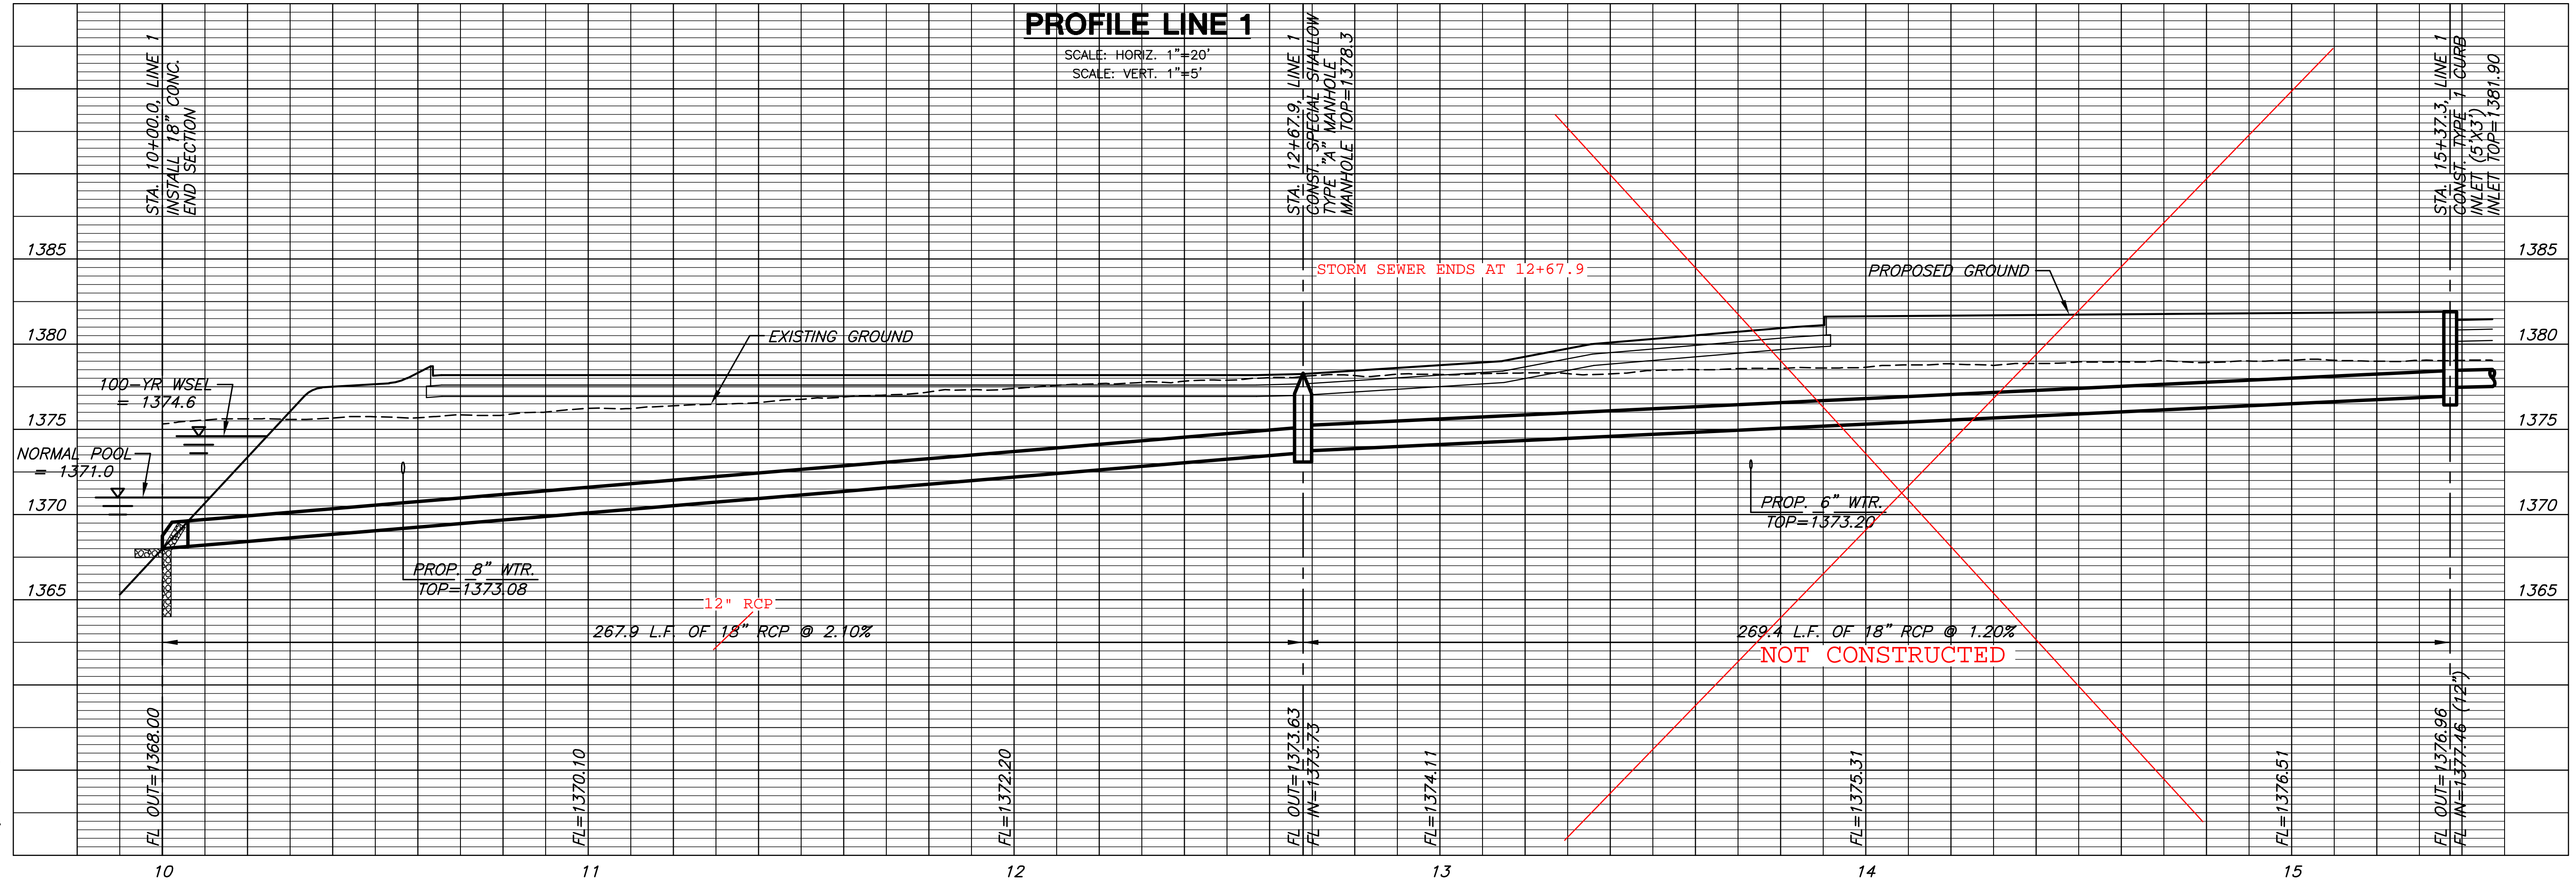 PROFILE LINE 1
SCALE: HORIZ. 1"=20'
SCALE: VERT. 1"=5'
STA. 10+00.0, LINE 1
INSTALL 18" CONC.
END SECTION
STA. 12+67.9, LINE 1
CONST. SPECIAL SHALLOW
TYPE "A" MANHOLE
MANHOLE TOP=1378.3
STA. 15+37.3, LINE 1
CONST. TYPE 1 CURB
INLET (5'X3')
INLET TOP=1381.90
1385
1385
STORM SEWER ENDS AT 12+67.9
PROPOSED GROUND
1380
EXISTING GROUND
1380
100-YR WSEL
= 1374.6
1375
1375
NORMAL POOL
= 1371.0
1370
1370
PROP. 6" WTR.
TOP=1373.20
PROP. 8" WTR.
TOP=1373.08
1365
1365
12" RCP
267.9 L.F. OF 18" RCP @ 2.10%
269.4 L.F. OF 18" RCP @ 1.20%
NOT CONSTRUCTED
FL OUT=1368.00
FL=1370.10
FL=1372.20
FL OUT=1373.63
FL IN=1373.73
FL=1374.11
FL=1375.31
FL=1376.51
FL OUT=1376.96
FL IN=1377.46 (12")
10
11
12
13
14
15